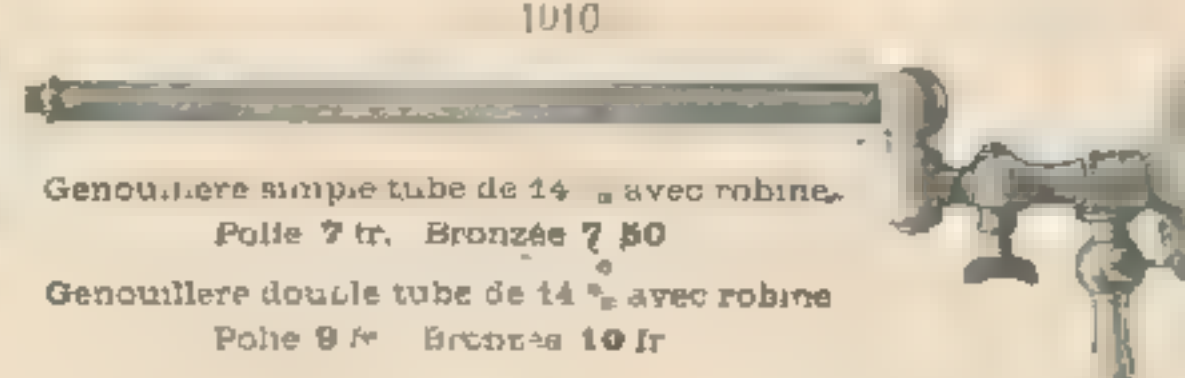 1010
Genouillere simple tube de 14 m/m avec robinet
Polie 7 fr. Bronzée 7 50
Genouillere double tube de 14 m/m avec robine
Polie 9 fr Bronzée 10 fr